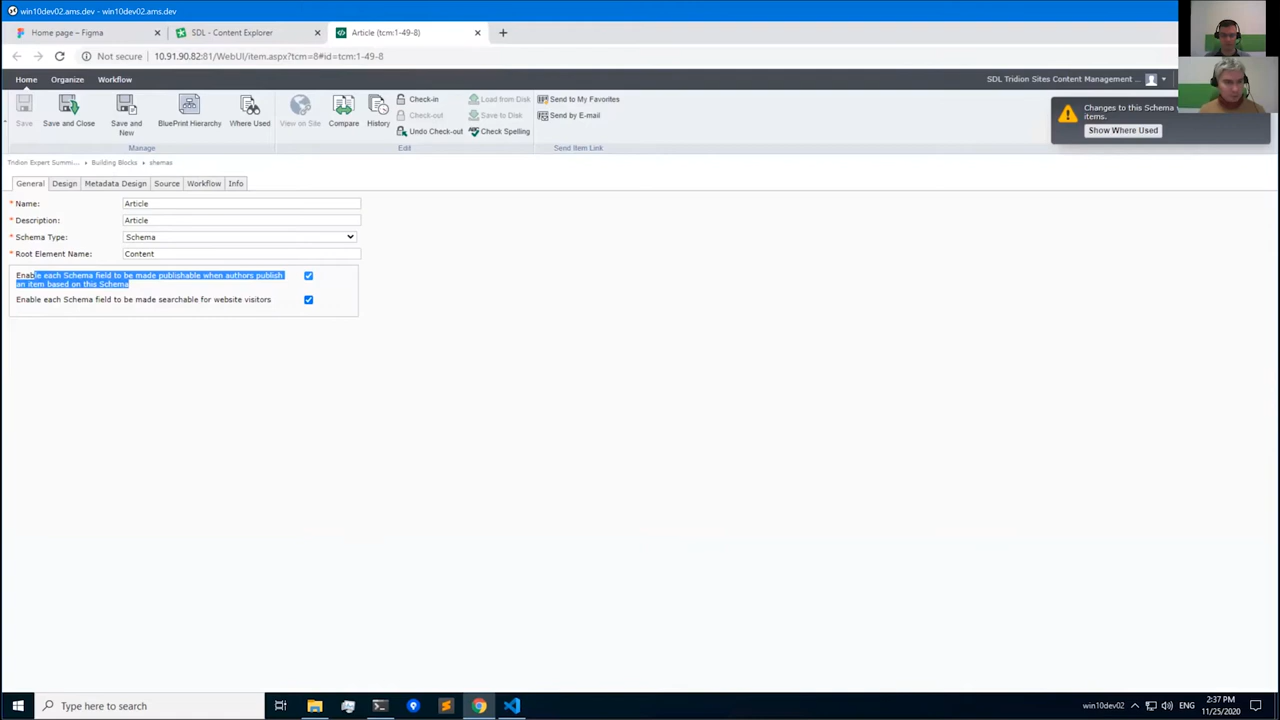 win10dev02.ams.dev - win10dev02.ams.dev
Home page – Figma
SDL - Content Explorer
Article (tcm:1-49-8)
Not secure
10.91.90.82:81/WebUI/item.aspx?tcm=8#id=tcm:1-49-8
Home
Organize
Workflow
SDL Tridion Sites Content Management ...
Save
Save and Close
Save and New
BluePrint Hierarchy
Where Used
Manage
View on Site
Compare
History
Check-in
Check-out
Undo Check-out
Load from Disk
Save to Disk
Check Spelling
Edit
Send to My Favorites
Send by E-mail
Send Item Link
Changes to this Schema
items.
Show Where Used
Tridion Expert Summi...
Building Blocks
shemas
General
Design
Metadata Design
Source
Workflow
Info
* Name:
Article
* Description:
Article
* Schema Type:
Schema
* Root Element Name:
Content
Enable each Schema field to be made publishable when authors publish
an item based on this Schema
Enable each Schema field to be made searchable for website visitors
Type here to search
win10dev02
ENG
2:37 PM
11/25/2020